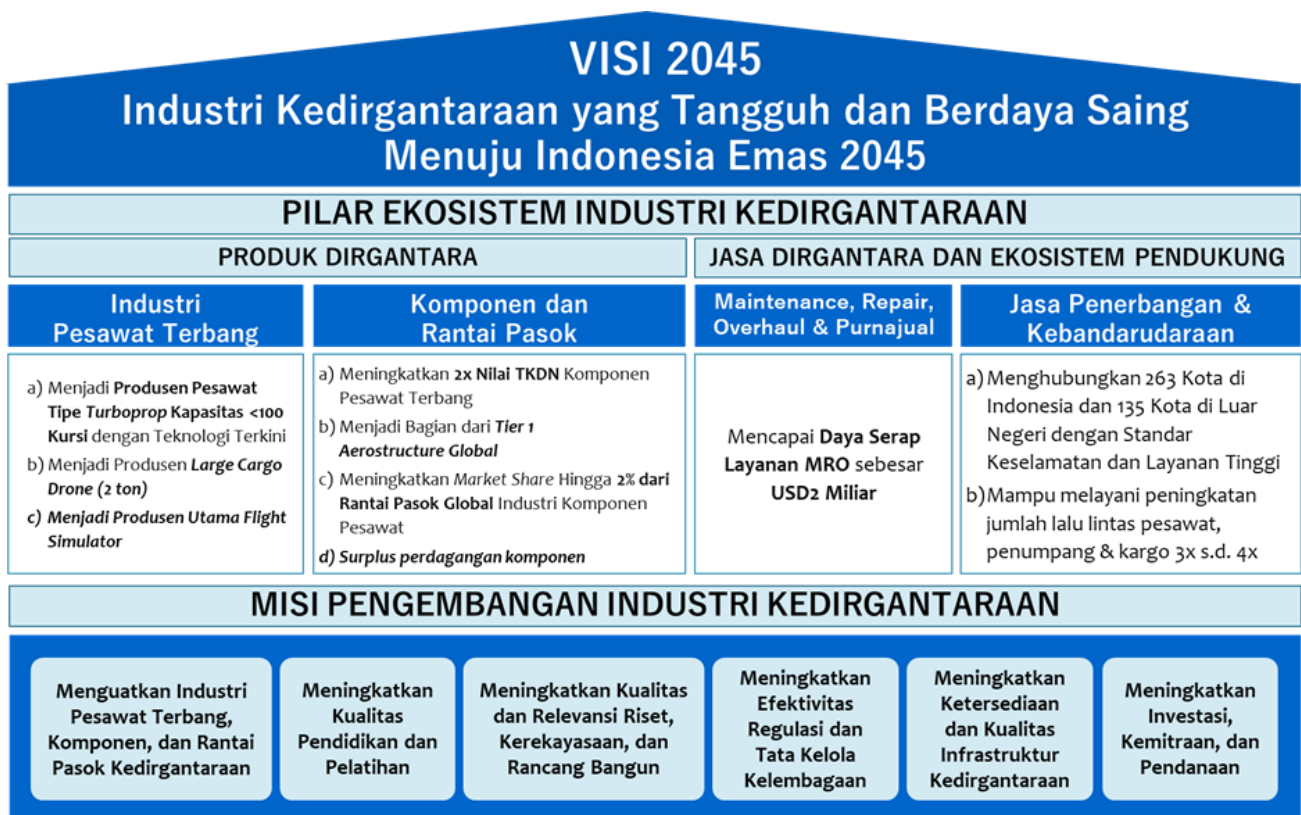 VISI 2045
Industri Kedirgantaraan yang Tangguh dan Berdaya Saing
Menuju Indonesia Emas 2045
PILAR EKOSISTEM INDUSTRI KEDIRGANTARAAN
PRODUK DIRGANTARA
JASA DIRGANTARA DAN EKOSISTEM PENDUKUNG
Industri
Pesawat Terbang
a) Menjadi Produsen Pesawat
Tipe Turboprop Kapasitas <100
Kursi dengan Teknologi Terkini
b) Menjadi Produsen Large Cargo
Drone (2 ton)
c) Menjadi Produsen Utama Flight
Simulator
Komponen dan
Rantai Pasok
a) Meningkatkan 2x Nilai TKDN Komponen
Pesawat Terbang
b) Menjadi Bagian dari Tier 1
Aerostructure Global
c) Meningkatkan Market Share Hingga 2% dari
Rantai Pasok Global Industri Komponen
Pesawat
d) Surplus perdagangan komponen
Maintenance, Repair,
Overhaul & Purnajual
Mencapai Daya Serap
Layanan MRO sebesar
USD2 Miliar
Jasa Penerbangan &
Kebandarudaraan
a) Menghubungkan 263 Kota di
Indonesia dan 135 Kota di Luar
Negeri dengan Standar
Keselamatan dan Layanan Tinggi
b) Mampu melayani peningkatan
jumlah lalu lintas pesawat,
penumpang & kargo 3x s.d. 4x
MISI PENGEMBANGAN INDUSTRI KEDIRGANTARAAN
Menguatkan Industri
Pesawat Terbang,
Komponen, dan Rantai
Pasok Kedirgantaraan
Meningkatkan
Kualitas
Pendidikan dan
Pelatihan
Meningkatkan Kualitas
dan Relevansi Riset,
Kerekayasaan, dan
Rancang Bangun
Meningkatkan
Efektivitas
Regulasi dan
Tata Kelola
Kelembagaan
Meningkatkan
Ketersediaan
dan Kualitas
Infrastruktur
Kedirgantaraan
Meningkatkan
Investasi,
Kemitraan, dan
Pendanaan